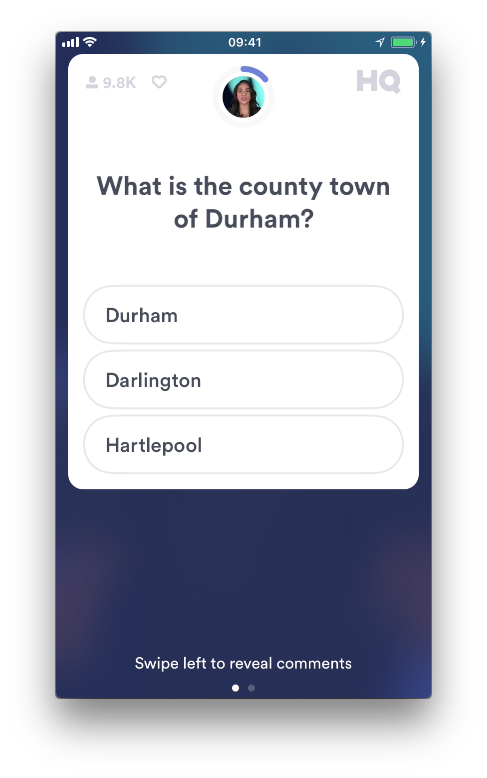 09:41
9.8K
HQ
What is the county town
of Durham?
Durham
Darlington
Hartlepool
Swipe left to reveal comments